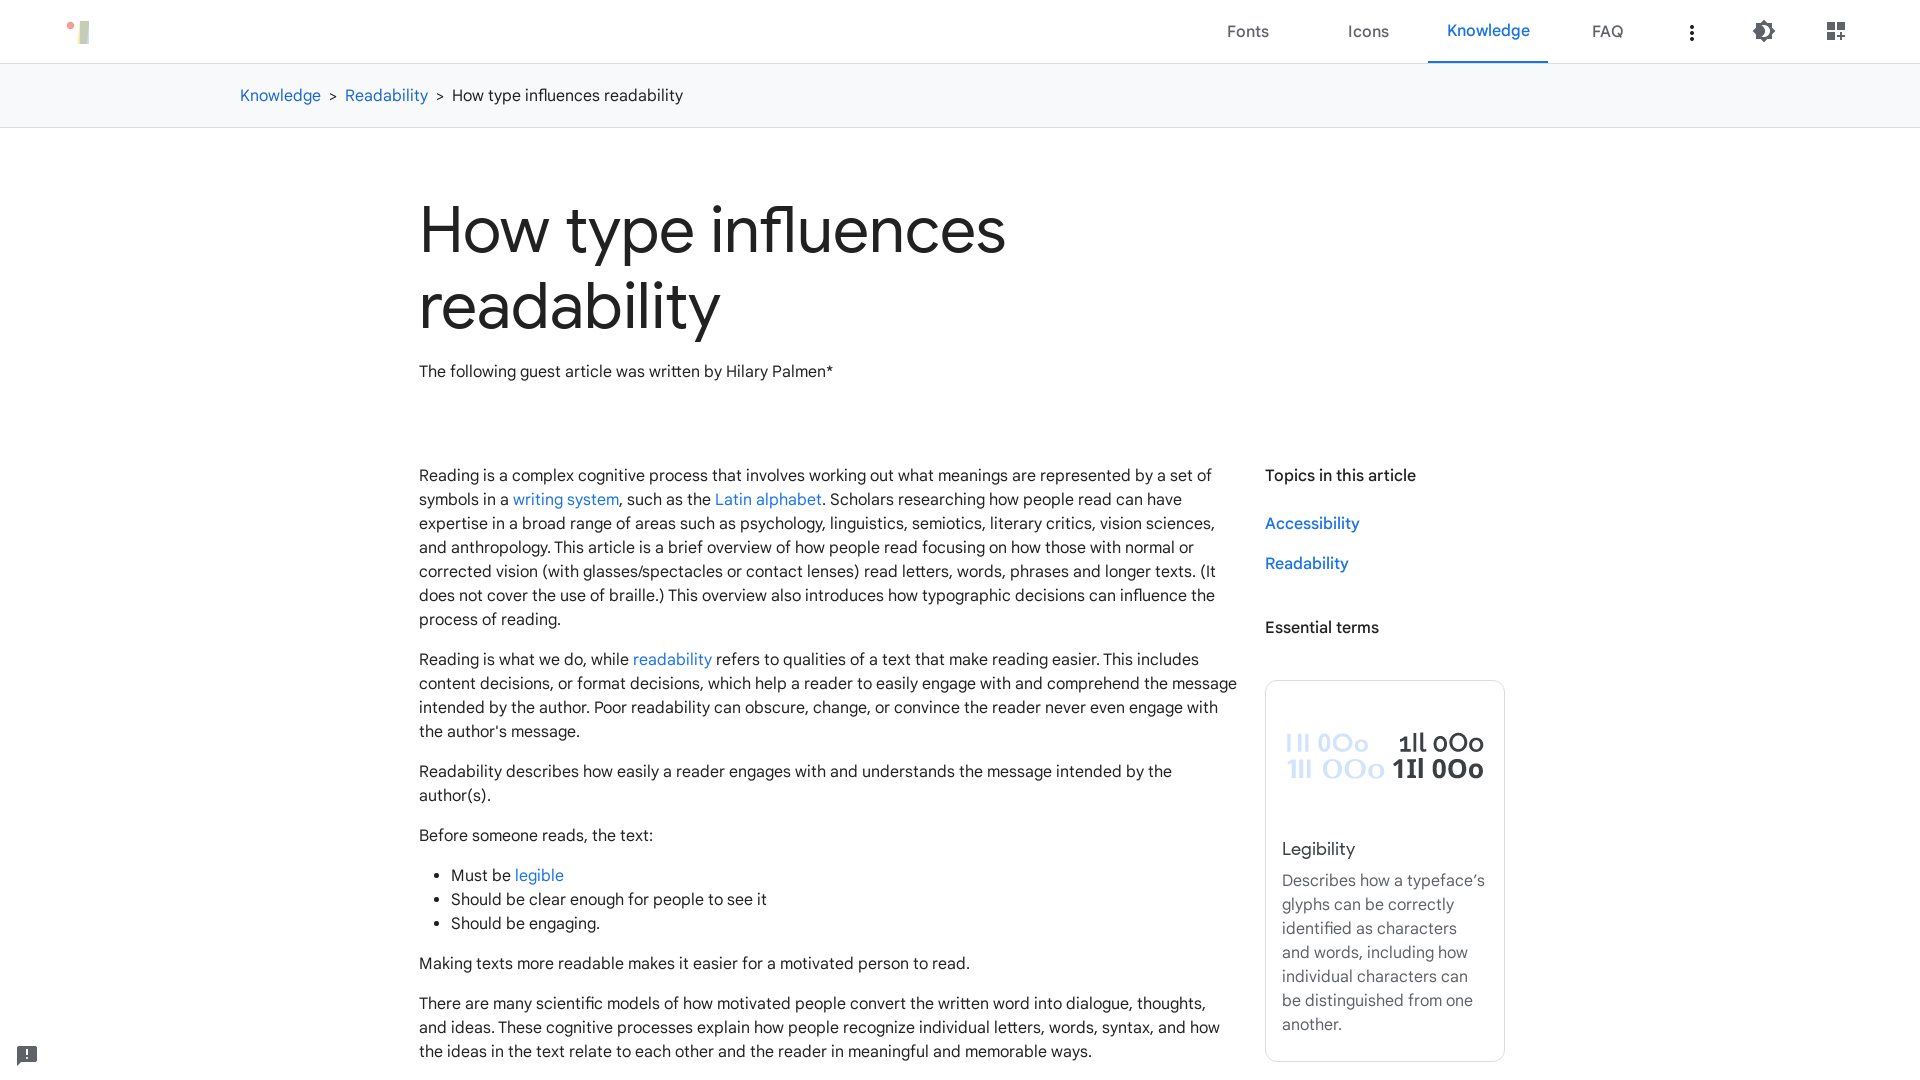 Fonts Icons Knowledge FAQ
Knowledge > Readability > How type influences readability
How type influences
readability
The following guest article was written by Hilary Palmen*
Reading is a complex cognitive process that involves working out what meanings are represented by a set of
symbols in a writing system, such as the Latin alphabet. Scholars researching how people read can have
expertise in a broad range of areas such as psychology, linguistics, semiotics, literary critics, vision sciences,
and anthropology. This article is a brief overview of how people read focusing on how those with normal or
corrected vision (with glasses/spectacles or contact lenses) read letters, words, phrases and longer texts. (It
does not cover the use of braille.) This overview also introduces how typographic decisions can influence the
process of reading.
Reading is what we do, while readability refers to qualities of a text that make reading easier. This includes
content decisions, or format decisions, which help a reader to easily engage with and comprehend the message
intended by the author. Poor readability can obscure, change, or convince the reader never even engage with
the author's message.
Readability describes how easily a reader engages with and understands the message intended by the
author(s).
Before someone reads, the text:
• Must be legible
• Should be clear enough for people to see it
• Should be engaging.
Making texts more readable makes it easier for a motivated person to read.
There are many scientific models of how motivated people convert the written word into dialogue, thoughts,
and ideas. These cognitive processes explain how people recognize individual letters, words, syntax, and how
the ideas in the text relate to each other and the reader in meaningful and memorable ways.
Topics in this article
Accessibility
Readability
Essential terms
1Il 0Oo 1Il 0Oo
1Il 0Oo 1Il 0Oo
Legibility
Describes how a typeface’s
glyphs can be correctly
identified as characters
and words, including how
individual characters can
be distinguished from one
another.